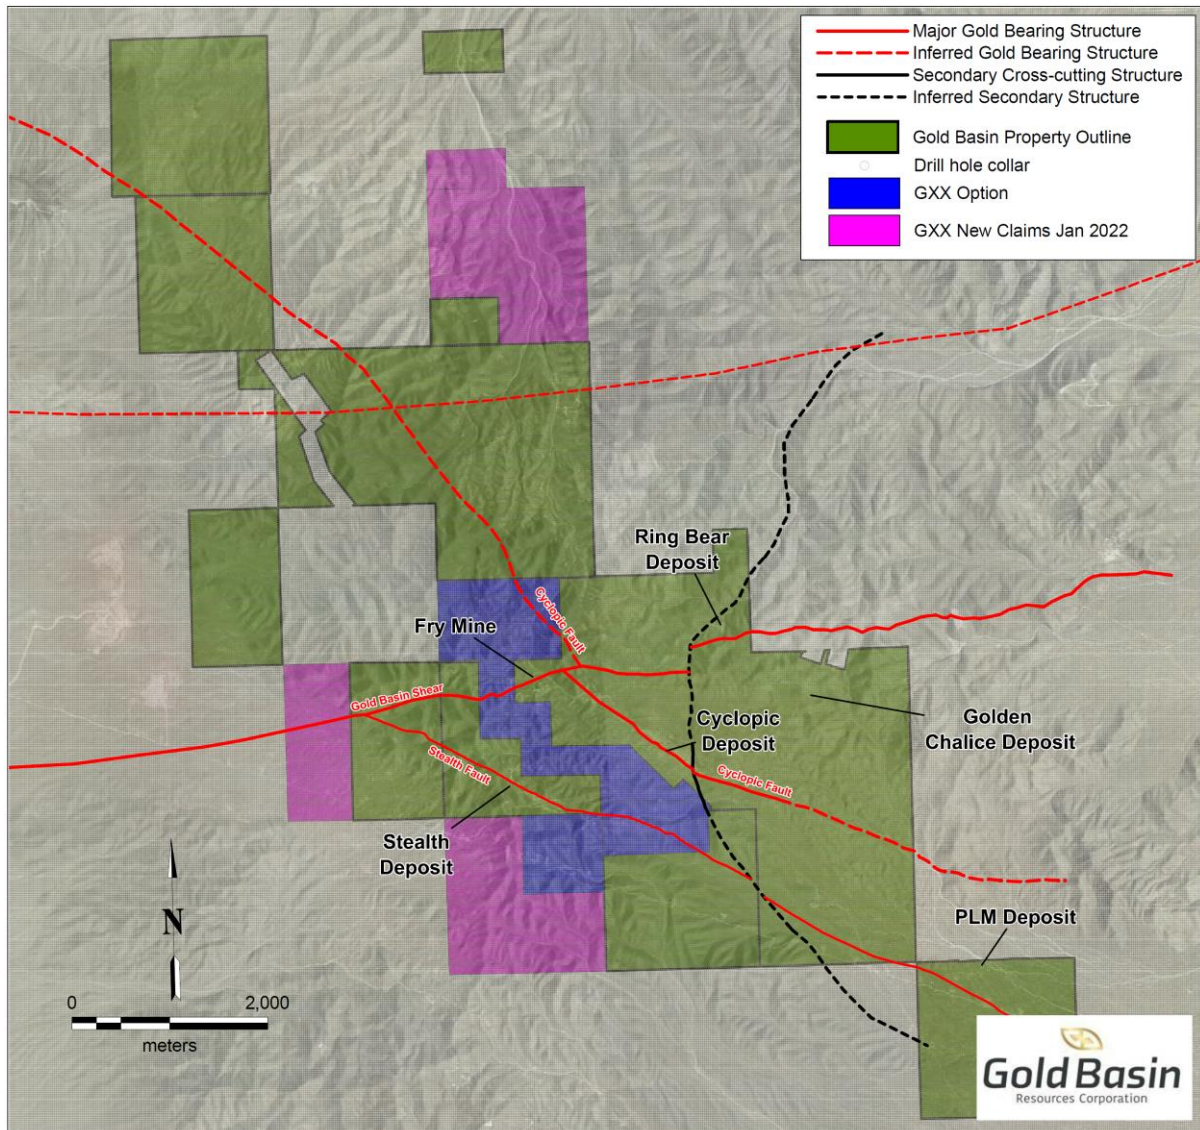 Major Gold Bearing Structure
Inferred Gold Bearing Structure
Secondary Cross-cutting Structure
Inferred Secondary Structure
Gold Basin Property Outline
Drill hole collar
GXX Option
GXX New Claims Jan 2022
Ring Bear
Deposit
Cyclopic Fault
Fry Mine
Gold Basin Shear
Cyclopic
Deposit
Golden
Chalice Deposit
Stealth Fault
Cyclopic Fault
Stealth
Deposit
PLM Deposit
N
0 2,000
meters
Gold Basin
Resources Corporation